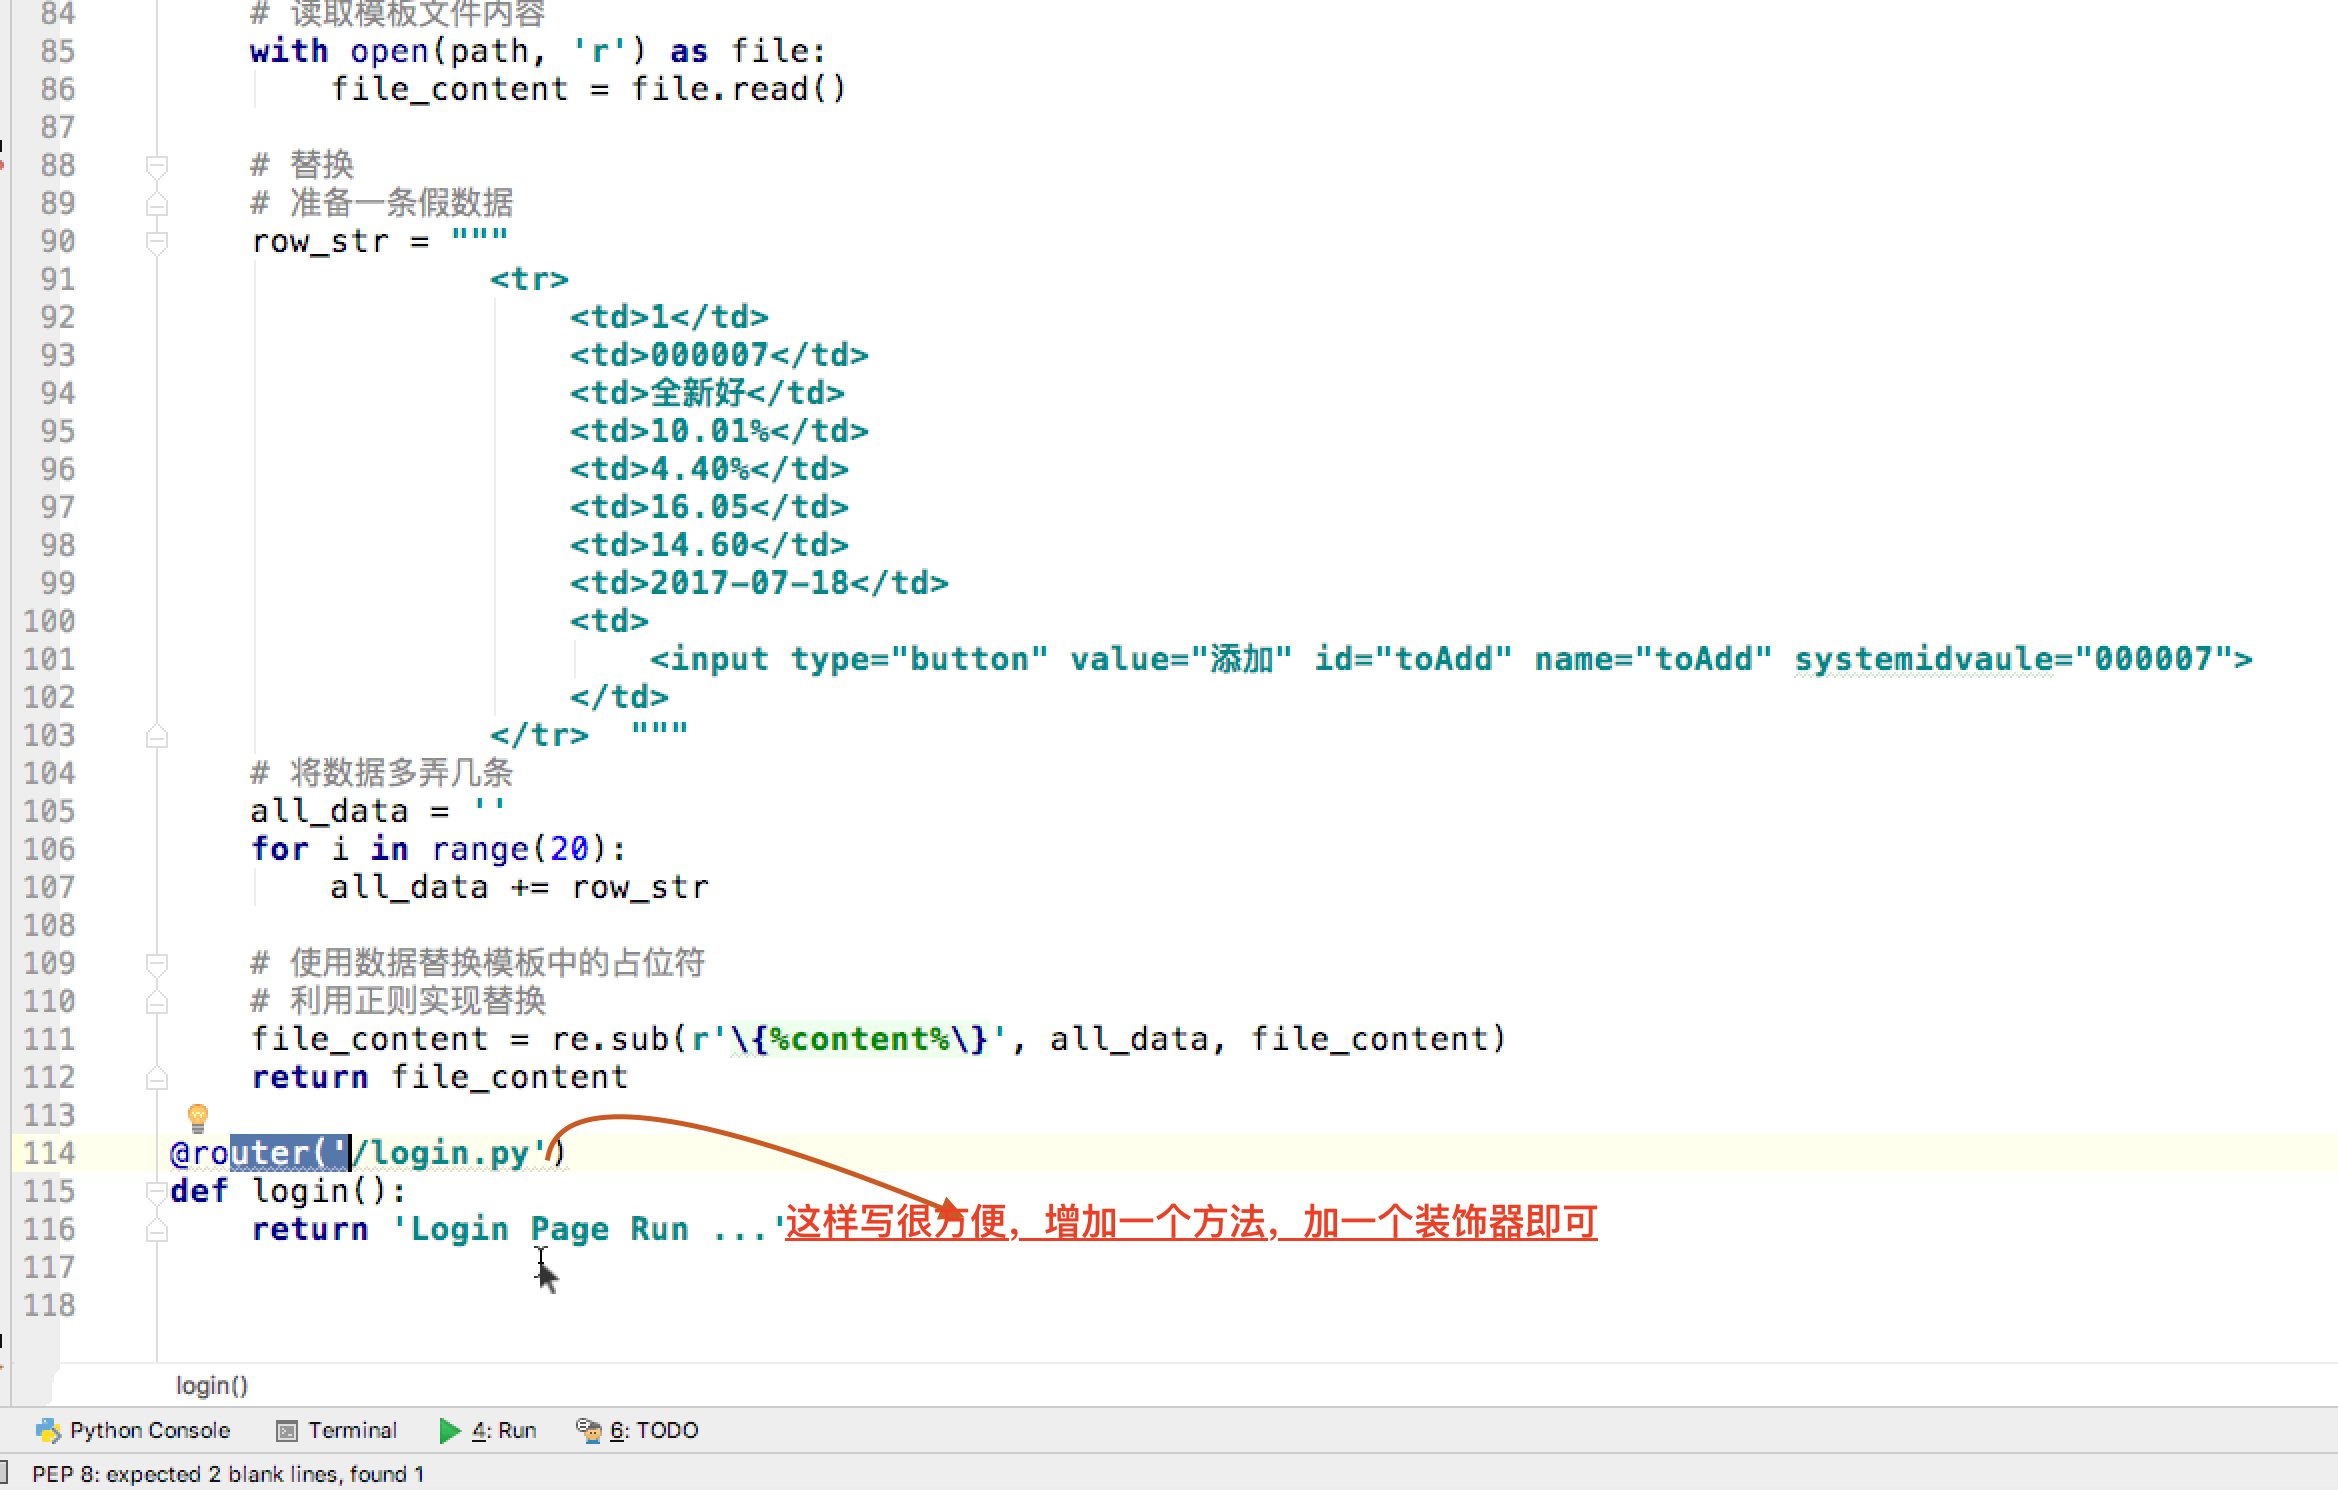 84 # 读取模板文件内容
85 with open(path, 'r') as file:
86 file_content = file.read()
87
88 # 替换
89 # 准备一条假数据
90 row_str = """
91 <tr>
92 <td>1</td>
93 <td>000007</td>
94 <td>全新好</td>
95 <td>10.01%</td>
96 <td>4.40%</td>
97 <td>16.05</td>
98 <td>14.60</td>
99 <td>2017-07-18</td>
100 <td>
101 <input type="button" value="添加" id="toAdd" name="toAdd" systemidvaule="000007">
102 </td>
103 </tr> """
104 # 将数据多弄几条
105 all_data = ''
106 for i in range(20):
107 all_data += row_str
108
109 # 使用数据替换模板中的占位符
110 # 利用正则实现替换
111 file_content = re.sub(r'\{%content%\}', all_data, file_content)
112 return file_content
113
114 @router('/login.py')
115 def login():
116 return 'Login Page Run ...' 这样写很方便，增加一个方法，加一个装饰器即可
117
118
login()
Python Console Terminal 4: Run 6: TODO
PEP 8: expected 2 blank lines, found 1